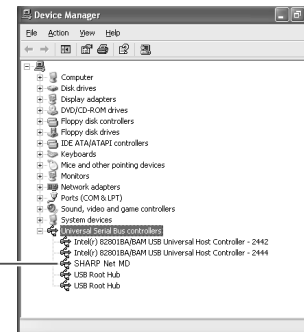 Device Manager
File Action View Help
Computer
Disk drives
Display adapters
DVD/CD-ROM drives
Floppy disk controllers
Floppy disk drives
IDE ATA/ATAPI controllers
Keyboards
Mice and other pointing devices
Monitors
Network adapters
Ports (COM & LPT)
Sound, video and game controllers
System devices
Universal Serial Bus controllers
Intel(r) 82801BA/BAM USB Universal Host Controller - 2442
Intel(r) 82801BA/BAM USB Universal Host Controller - 2444
SHARP Net MD
USB Root Hub
USB Root Hub